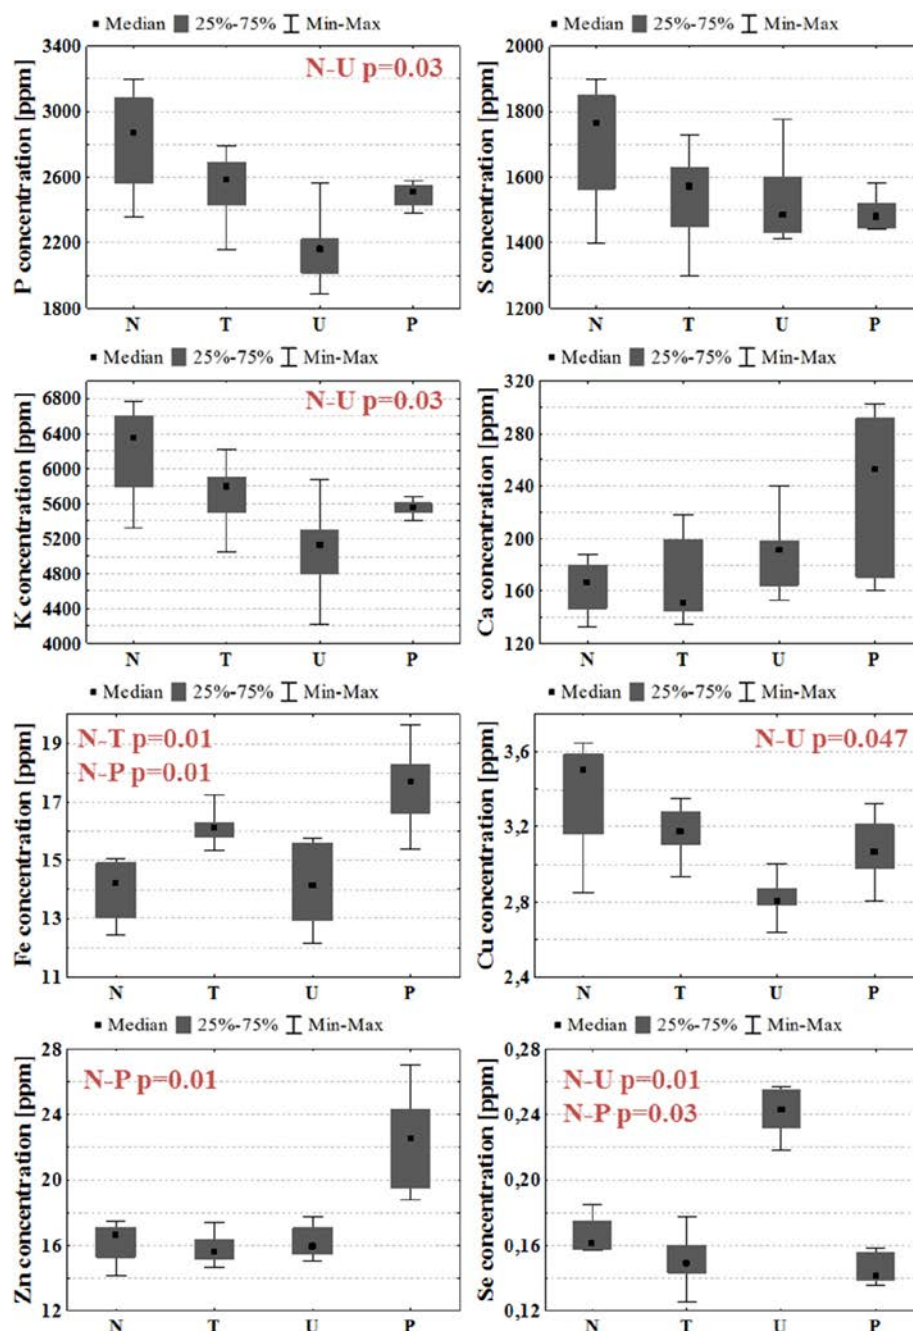 Median 25%-75% Min-Max
P concentration [ppm]
3400
3000
2600
2200
1800
N-U p=0.03
N T U P
Median 25%-75% Min-Max
S concentration [ppm]
2000
1800
1600
1400
1200
N T U P
Median 25%-75% Min-Max
K concentration [ppm]
6800
6400
6000
5600
5200
4800
4400
4000
N-U p=0.03
N T U P
Median 25%-75% Min-Max
Ca concentration [ppm]
320
280
240
200
160
120
N T U P
Median 25%-75% Min-Max
Fe concentration [ppm]
19
17
15
13
11
N-T p=0.01
N-P p=0.01
N T U P
Median 25%-75% Min-Max
Cu concentration [ppm]
3,6
3,2
2,8
2,4
N-U p=0.047
N T U P
Median 25%-75% Min-Max
Zn concentration [ppm]
28
24
20
16
12
N-P p=0.01
N T U P
Median 25%-75% Min-Max
Se concentration [ppm]
0,28
0,24
0,20
0,16
0,12
N-U p=0.01
N-P p=0.03
N T U P